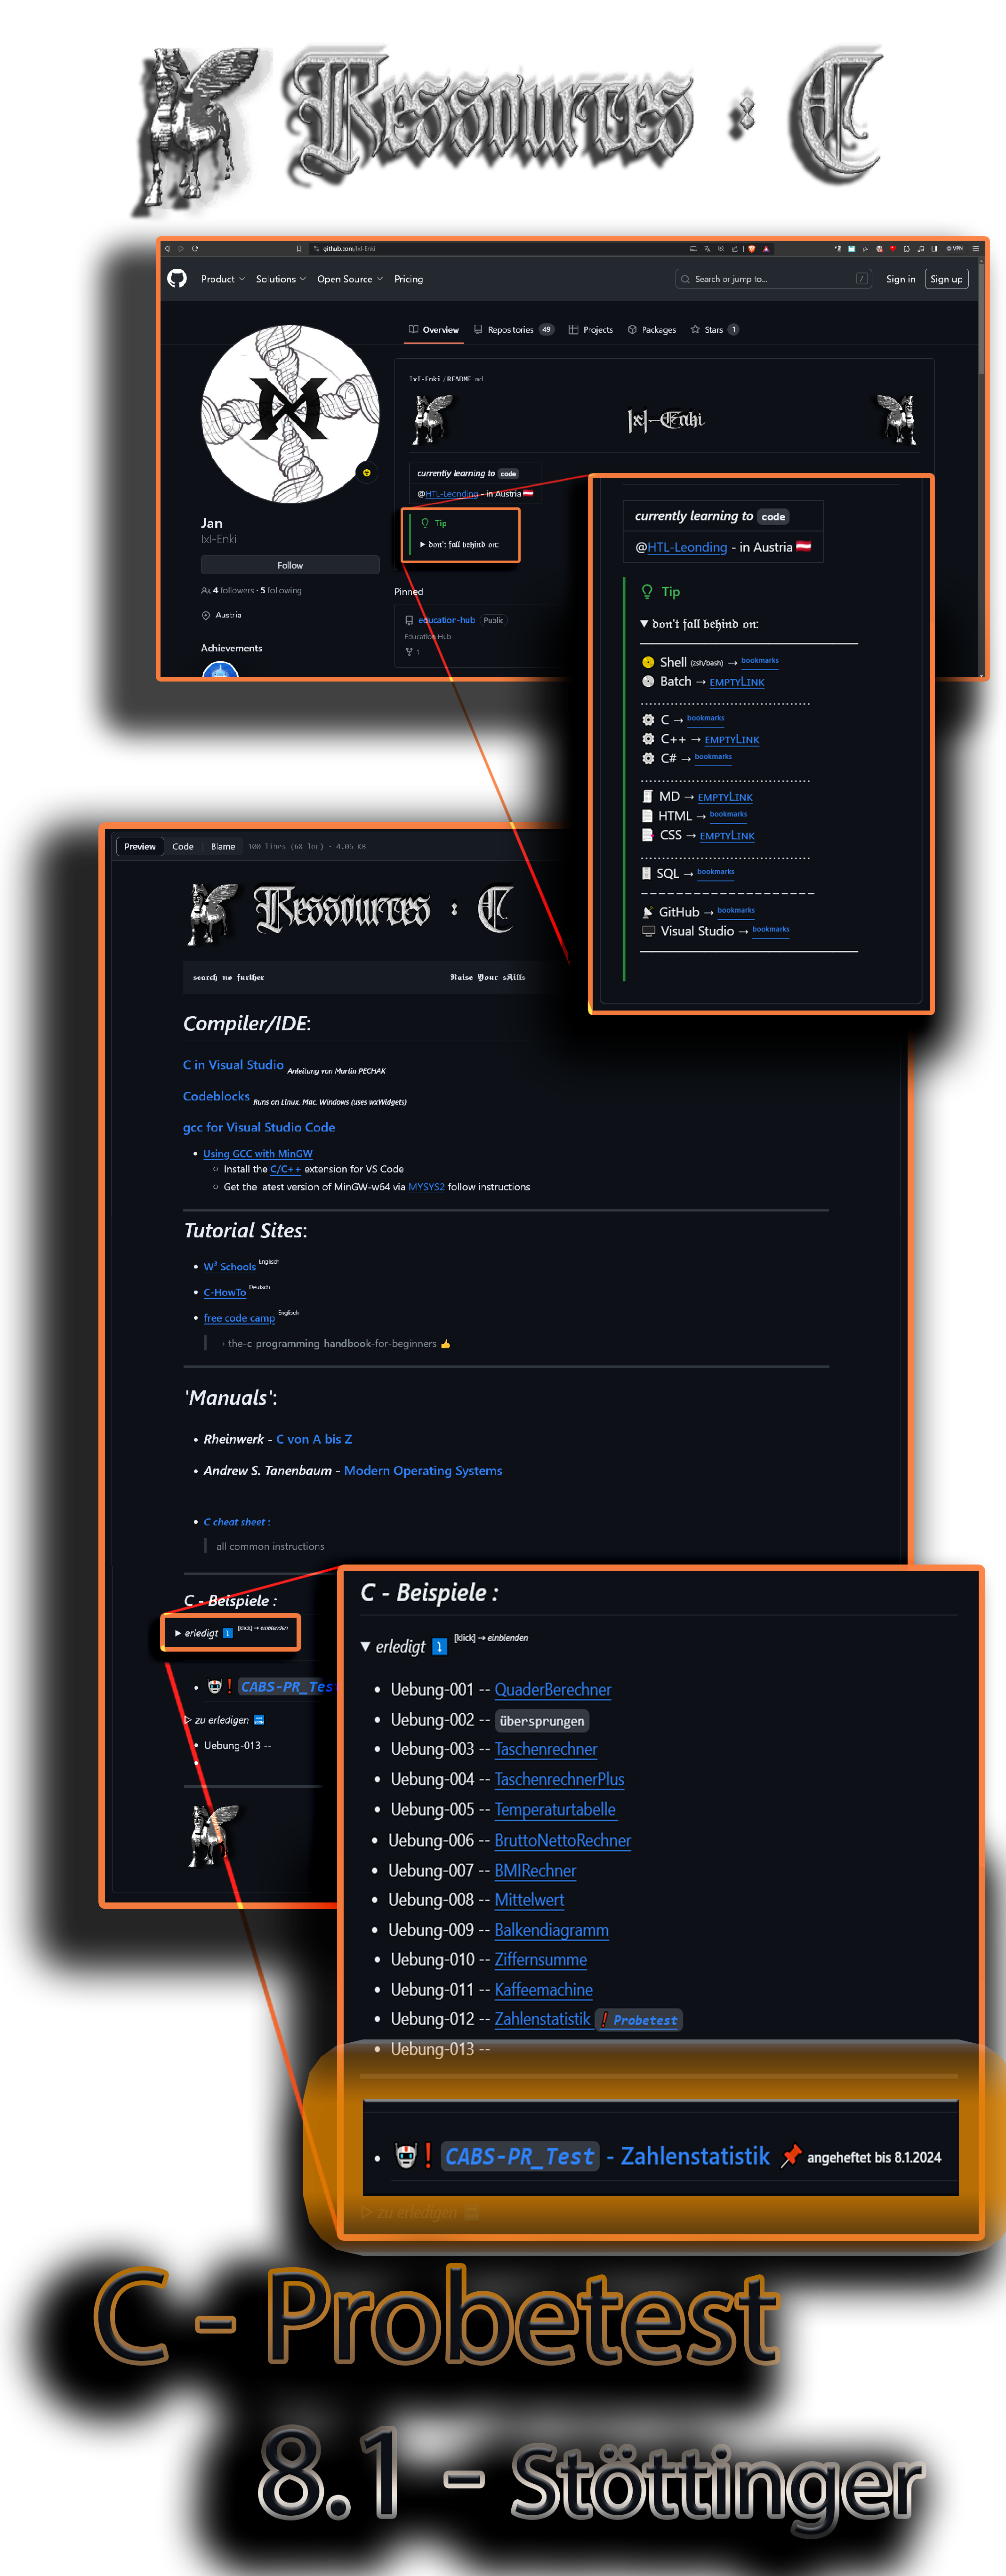 Ressources : C
github.com/IxI-Enki
VPN
Product
Solutions
Open Source
Pricing
Search or jump to...
/
Sign in
Sign up
Overview
Repositories 49
Projects
Packages
Stars 1
IxI-Enki / README.md
|x|-Enki
currently learning to code
@HTL-Leonding - in Austria
Tip
don't fall behind on:
Jan
IxI-Enki
Follow
4 followers · 5 following
Austria
Achievements
Pinned
education-hub Public
Education Hub
1
currently learning to code
@HTL-Leonding - in Austria
Tip
don't fall behind on:
Shell (zsh/bash) → bookmarks
Batch → EMPTYLINK
C → bookmarks
C++ → EMPTYLINK
C# → bookmarks
MD → EMPTYLINK
HTML → bookmarks
CSS → EMPTYLINK
SQL → bookmarks
GitHub → bookmarks
Visual Studio → bookmarks
Preview
Code
Blame
100 lines (68 loc) · 4.05 KB
Ressources : C
search no further
Raise Your skills
Compiler/IDE:
C in Visual Studio Anleitung von Martin PECHAK
Codeblocks Runs on Linux, Mac, Windows (uses wxWidgets)
gcc for Visual Studio Code
• Using GCC with MinGW
○ Install the C/C++ extension for VS Code
○ Get the latest version of MinGW-w64 via MYSYS2 follow instructions
Tutorial Sites:
• W³ Schools Englisch
• C-HowTo Deutsch
• free code camp Englisch
→ the-c-programming-handbook-for-beginners 👍
'Manuals':
• Rheinwerk - C von A bis Z
• Andrew S. Tanenbaum - Modern Operating Systems
• C cheat sheet :
all common instructions
C - Beispiele :
▶ erledigt [klick] → einblenden
• CABS-PR_Test
▷ zu erledigen
• Uebung-013 --
C - Beispiele :
▼ erledigt [klick] → einblenden
• Uebung-001 -- QuaderBerechner
• Uebung-002 -- übersprungen
• Uebung-003 -- Taschenrechner
• Uebung-004 -- TaschenrechnerPlus
• Uebung-005 -- Temperaturtabelle
• Uebung-006 -- BruttoNettoRechner
• Uebung-007 -- BMIRechner
• Uebung-008 -- Mittelwert
• Uebung-009 -- Balkendiagramm
• Uebung-010 -- Ziffernsumme
• Uebung-011 -- Kaffeemachine
• Uebung-012 -- Zahlenstatistik ❗ Probetest
• Uebung-013 --
• 🤖❗ CABS-PR_Test - Zahlenstatistik 📌 angeheftet bis 8.1.2024
▷ zu erledigen
C - Probetest
8.1 - Stöttinger